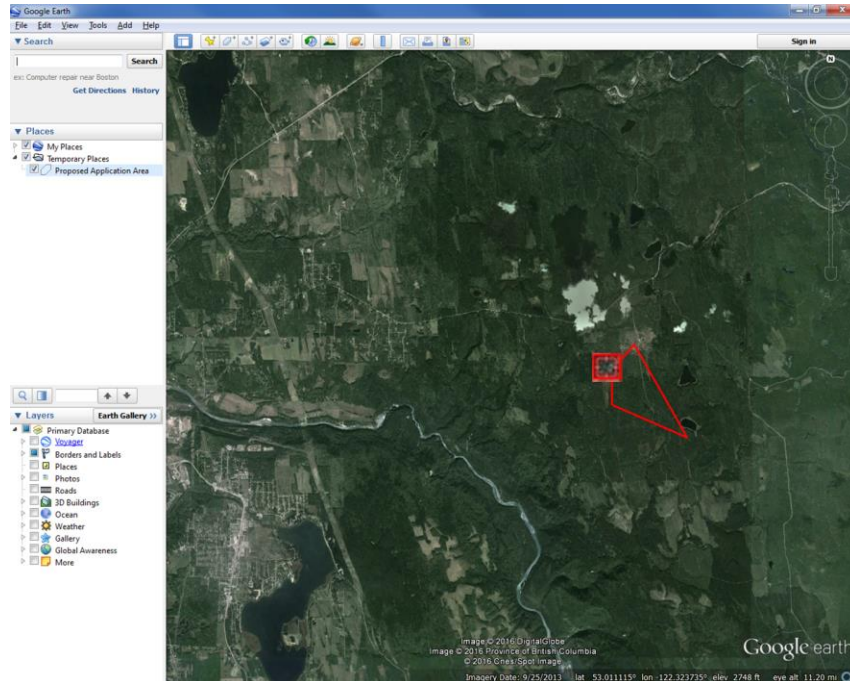 Google Earth
File Edit View Tools Add Help
Search
Sign in
Search
ex: Computer repair near Boston
Get Directions History
Places
My Places
Temporary Places
Proposed Application Area
Layers
Earth Gallery >>
Primary Database
Voyager
Borders and Labels
Places
Photos
Roads
3D Buildings
Ocean
Weather
Gallery
Global Awareness
More
N
Image © 2016 DigitalGlobe
Image © 2016 Province of British Columbia
© 2016 Cnes/Spot Image
Google earth
Imagery Date: 9/25/2013 lat 53.011115° lon -122.323735° elev 2748 ft eye alt 11.20 mi